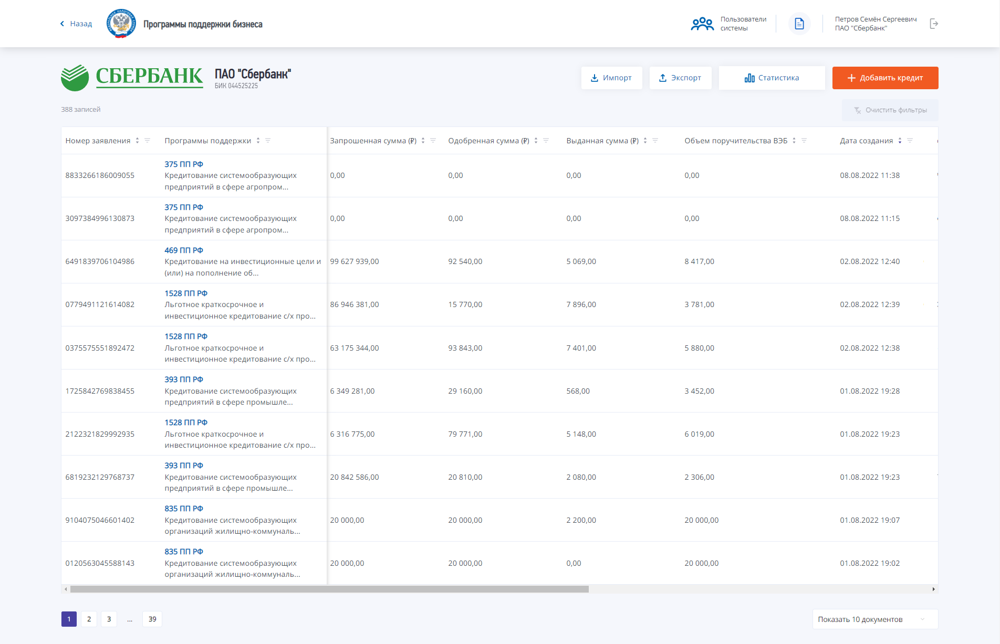 Назад
Программы поддержки бизнеса
Пользователи
системы
Петров Семён Сергеевич
ПАО "Сбербанк"
СБЕРБАНК
ПАО "Сбербанк"
БИК 044525225
Импорт
Экспорт
Статистика
Добавить кредит
388 записей
Очистить фильтры
Номер заявления Программы поддержки Запрошенная сумма (₽) Одобренная сумма (₽) Выданная сумма (₽) Объем поручительства ВЭБ Дата создания
375 ПП РФ
8833266186009055 Кредитование системообразующих 0,00 0,00 0,00 0,00 08.08.2022 11:38
предприятий в сфере агропром...
375 ПП РФ
3097384996130873 Кредитование системообразующих 0,00 0,00 0,00 0,00 08.08.2022 11:15
предприятий в сфере агропром...
469 ПП РФ
6491839706104986 Кредитование на инвестиционные цели и 99 627 939,00 92 540,00 5 069,00 8 417,00 02.08.2022 12:40
(или) на пополнение об...
1528 ПП РФ
0779491121614082 Льготное краткосрочное и 86 946 381,00 15 770,00 7 896,00 3 781,00 02.08.2022 12:39
инвестиционное кредитование с/х про...
1528 ПП РФ
0375575551892472 Льготное краткосрочное и 63 175 344,00 93 843,00 7 401,00 5 880,00 02.08.2022 12:38
инвестиционное кредитование с/х про...
393 ПП РФ
1725842769838455 Кредитование системообразующих 6 349 281,00 29 160,00 568,00 3 452,00 01.08.2022 19:28
предприятий в сфере промышле...
1528 ПП РФ
2122321829992935 Льготное краткосрочное и 6 316 775,00 79 771,00 5 148,00 6 019,00 01.08.2022 19:23
инвестиционное кредитование с/х про...
393 ПП РФ
6819232129768737 Кредитование системообразующих 20 842 586,00 20 810,00 2 080,00 2 306,00 01.08.2022 19:23
предприятий в сфере промышле...
835 ПП РФ
9104075046601402 Кредитование системообразующих 20 000,00 20 000,00 2 200,00 20 000,00 01.08.2022 19:07
организаций жилищно-коммуналь...
835 ПП РФ
0120563045588143 Кредитование системообразующих 20 000,00 20 000,00 0,00 20 000,00 01.08.2022 19:02
организаций жилищно-коммуналь...
1 2 3 ... 39
Показать 10 документов